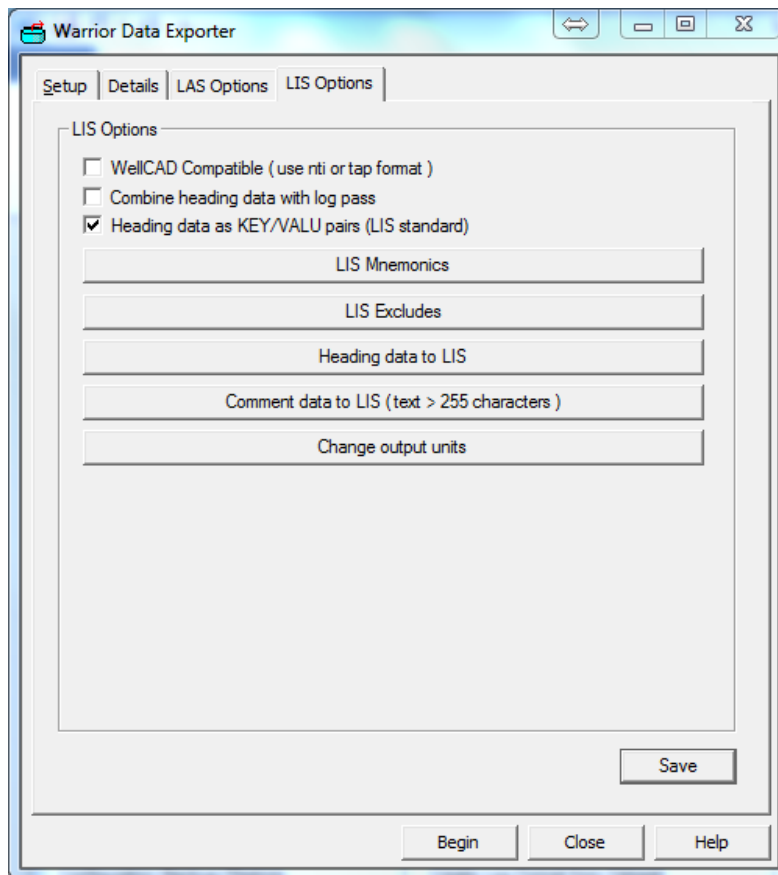 Warrior Data Exporter
Setup Details LAS Options LIS Options
LIS Options
WellCAD Compatible ( use nti or tap format )
Combine heading data with log pass
Heading data as KEY/VALU pairs (LIS standard)
LIS Mnemonics
LIS Excludes
Heading data to LIS
Comment data to LIS ( text > 255 characters )
Change output units
Save
Begin Close Help